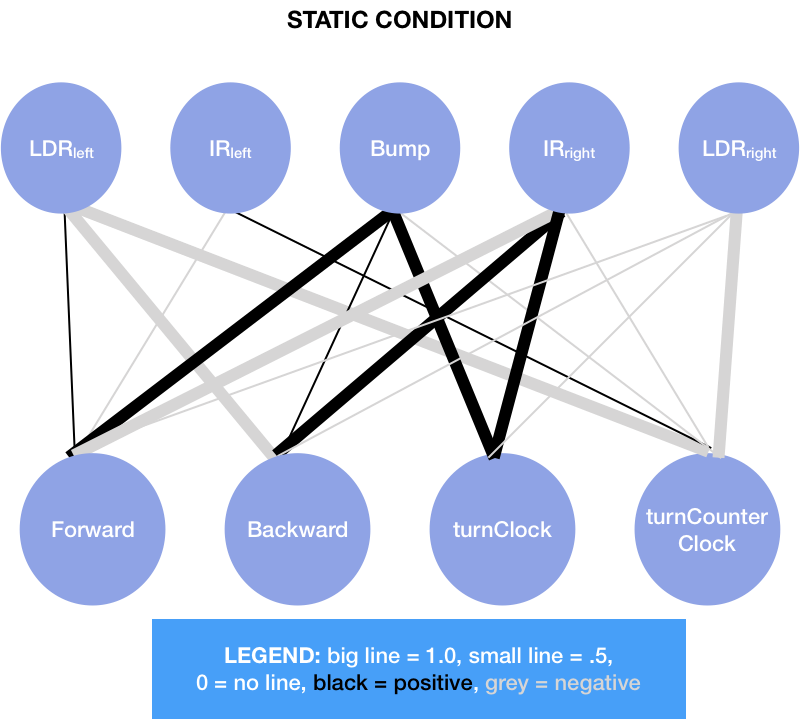 STATIC CONDITION
LDRleft IRleft Bump IRright LDRright
Forward Backward turnClock turnCounter
Clock
LEGEND: big line = 1.0, small line = .5,
0 = no line, black = positive, grey = negative